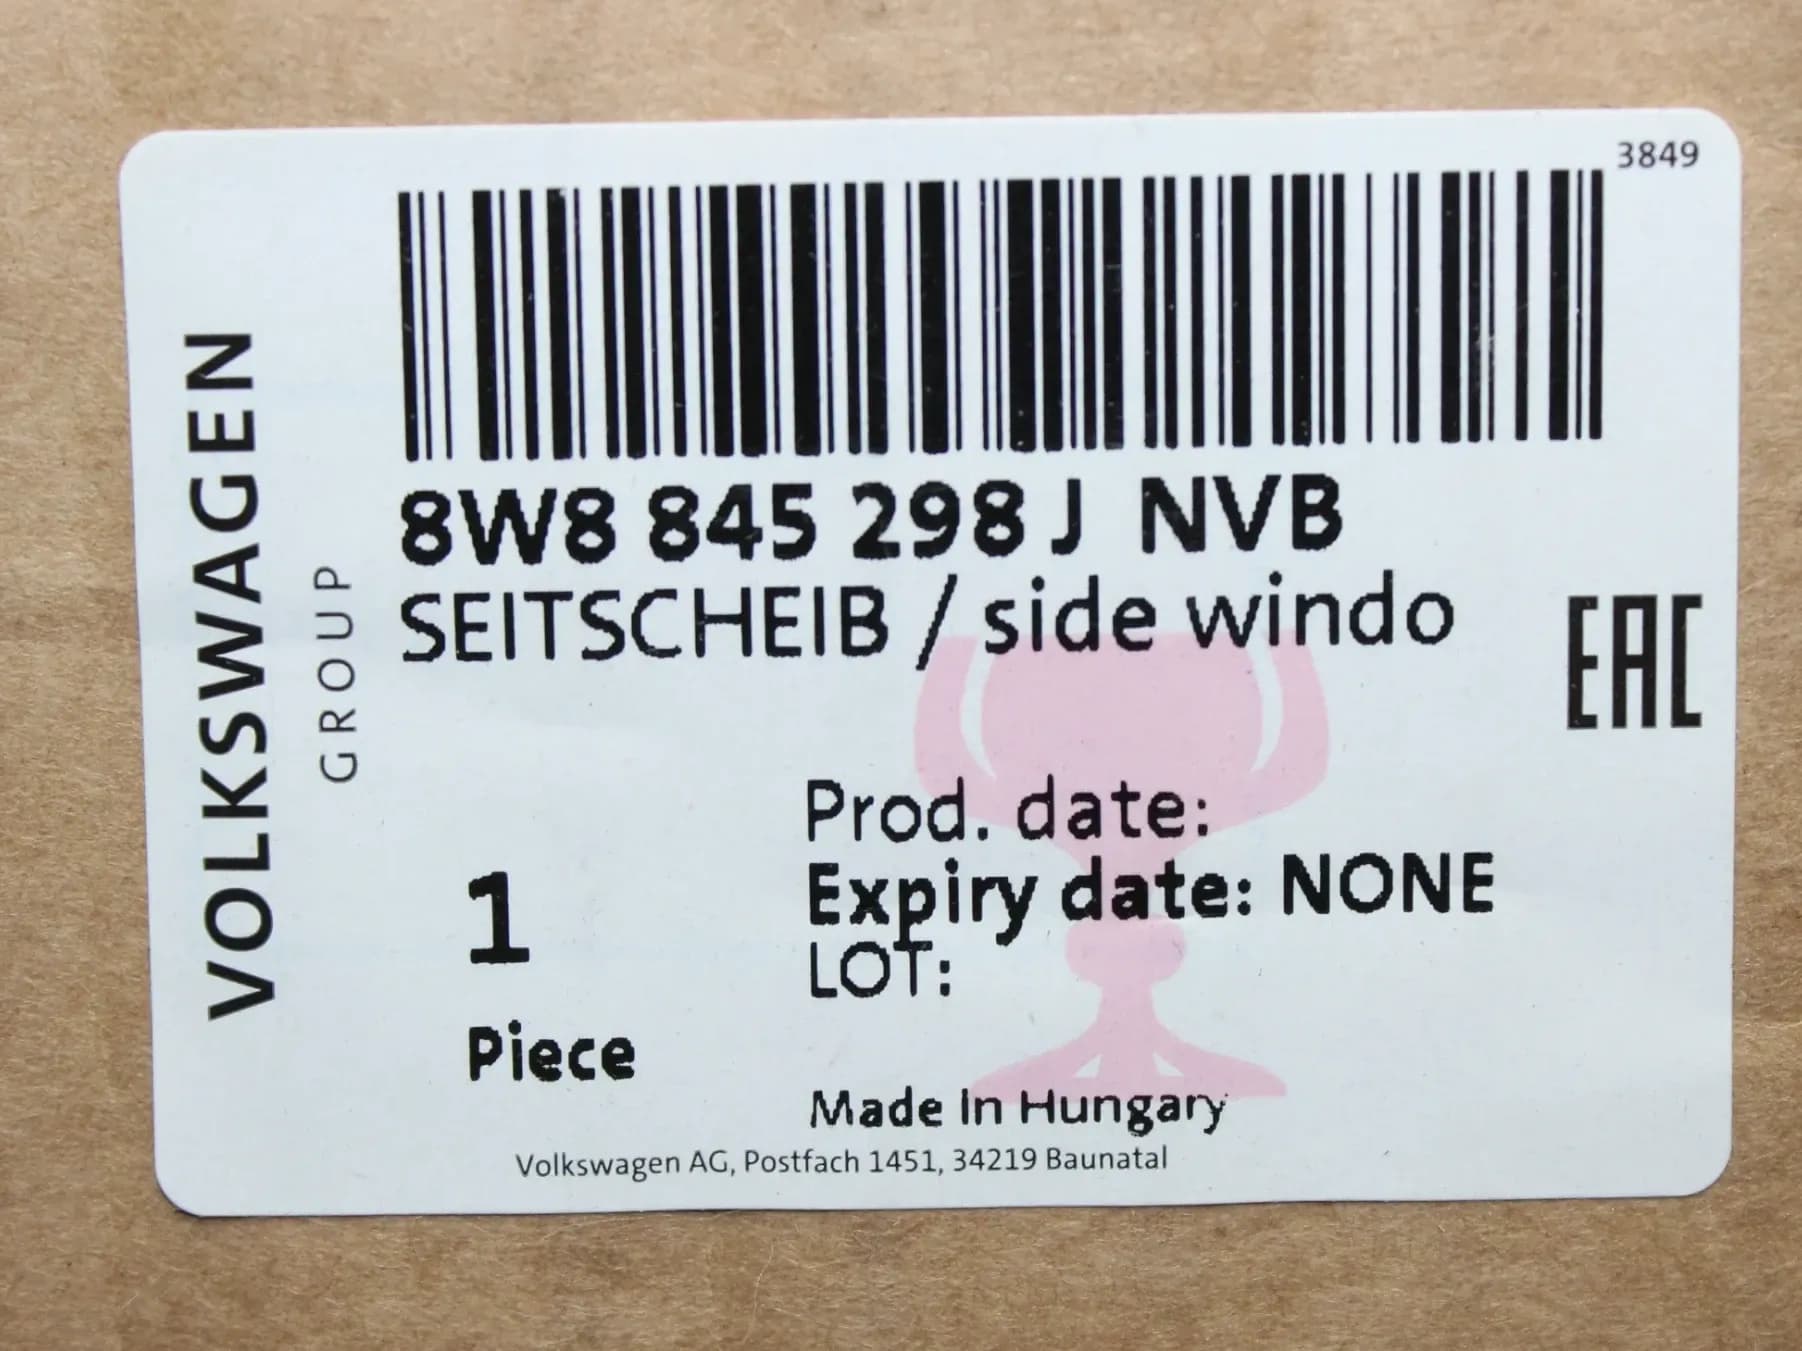 3849
8W8 845 298 J NVB
SEITSCHEIB / side windo
VOLKSWAGEN
GROUP
EAC
Prod. date:
Expiry date: NONE
LOT:
1
Piece
Made in Hungary
Volkswagen AG, Postfach 1451, 34219 Baunatal